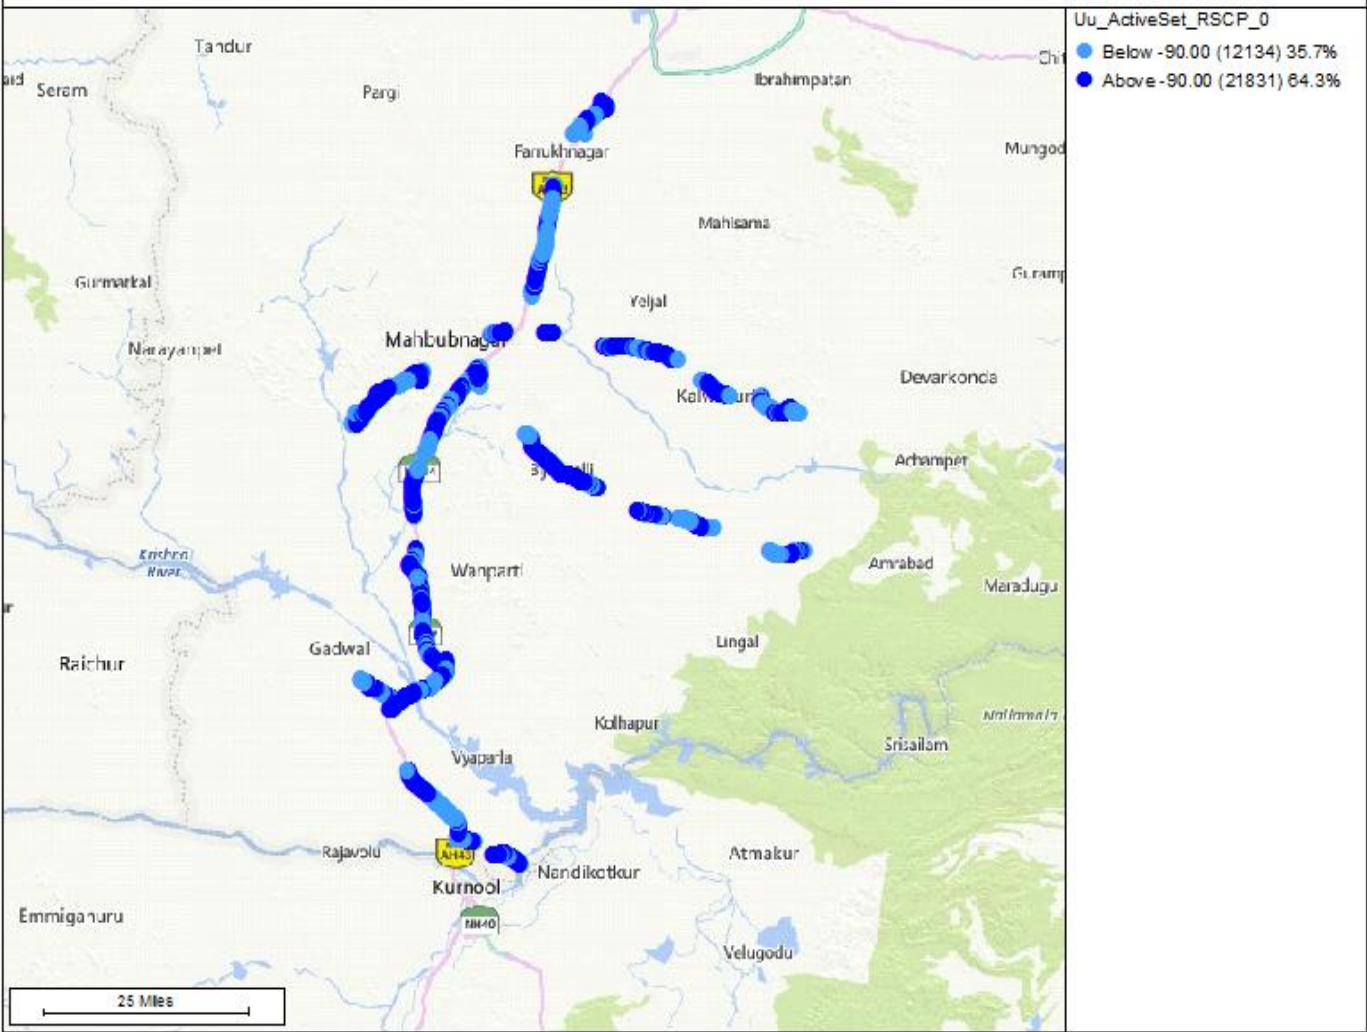 Uu_ActiveSet_RSCP_0
Below -90.00 (12134) 35.7%
Above -90.00 (21831) 64.3%
Tandur
Ibrahimpatan
Seram
Pargi
Mungod
Farrukhnagar
Mahisama
Gurmatkal
Yeljal
Mahbubnagar
Narayanpet
Devarkonda
Achampet
Krishna
River
Wanparti
Amrabad
Maradugu
Lingal
Gadwal
Raichur
Kolhapur
Srisailam
Vyaparla
Rajavolu
AH43
Atmakur
Nandikotkur
Kurnool
Emmiganuru
NH40
Velugodu
25 Miles